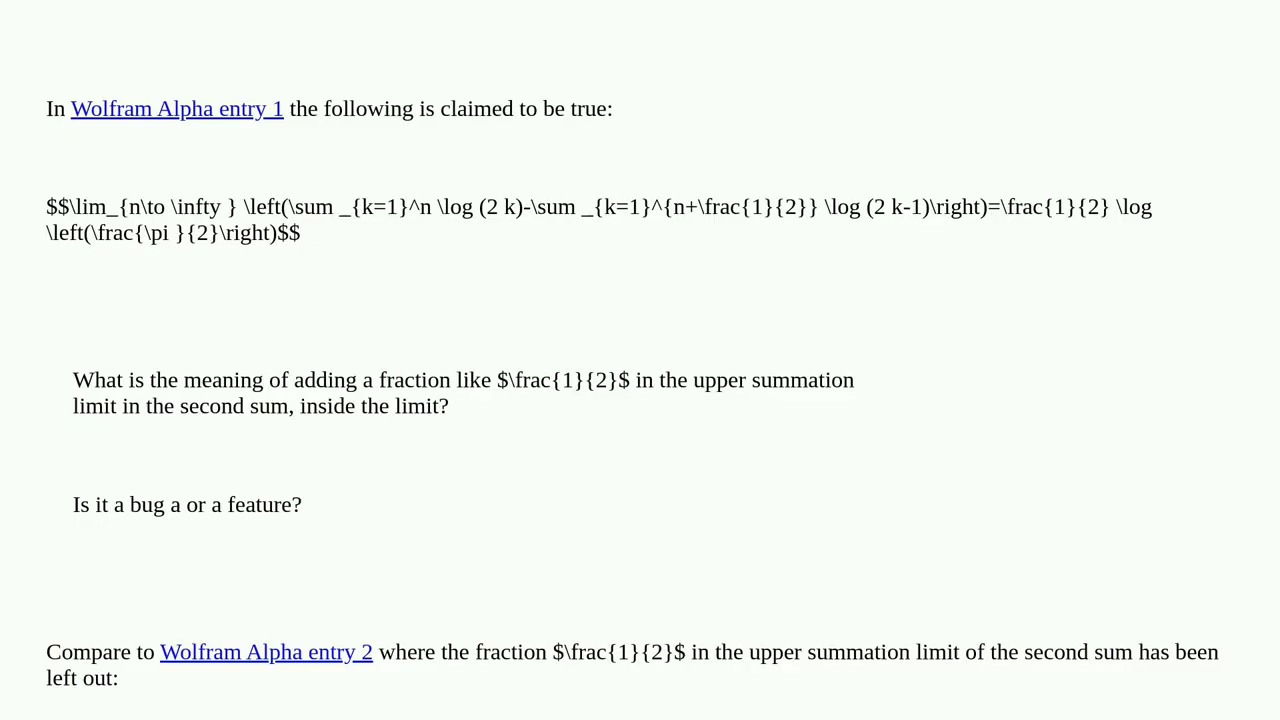 In Wolfram Alpha entry 1 the following is claimed to be true:
$$\lim_{n\to \infty } \left(\sum _{k=1}^n \log (2 k)-\sum _{k=1}^{n+\frac{1}{2}} \log (2 k-1)\right)=\frac{1}{2} \log
\left(\frac{\pi }{2}\right)$$
What is the meaning of adding a fraction like $\frac{1}{2}$ in the upper summation
limit in the second sum, inside the limit?
Is it a bug a or a feature?
Compare to Wolfram Alpha entry 2 where the fraction $\frac{1}{2}$ in the upper summation limit of the second sum has been
left out: